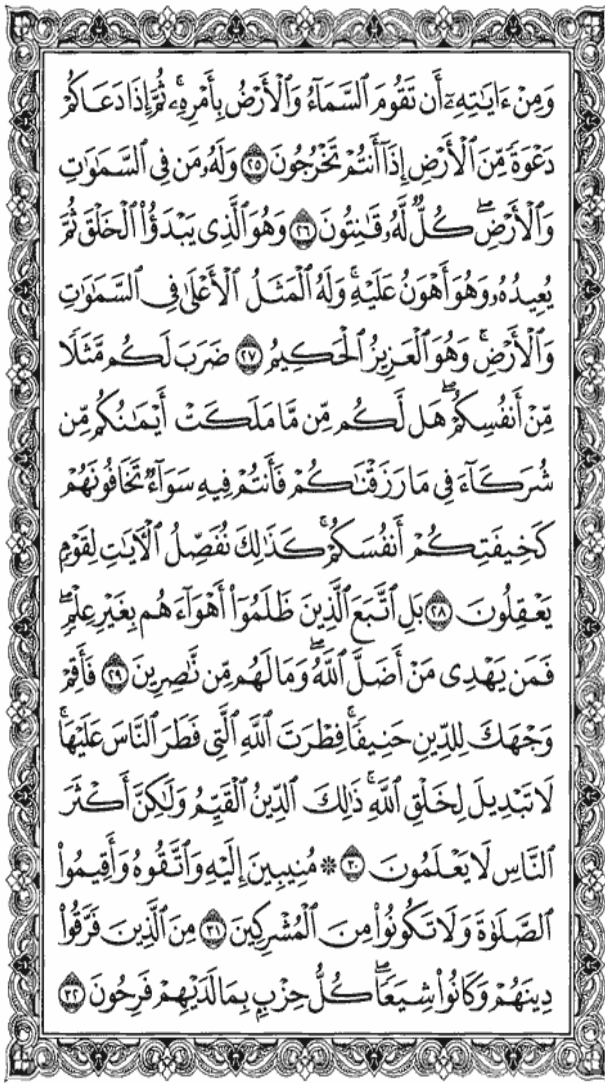 وَمِنْ ءَايَٰتِهِۦٓ أَن تَقُومَ ٱلسَّمَآءُ وَٱلْأَرْضُ بِأَمْرِهِۦۚ ثُمَّ إِذَا دَعَاكُمْ
دَعْوَةً مِّنَ ٱلْأَرْضِ إِذَآ أَنتُمْ تَخْرُجُونَ ٢٥ وَلَهُۥ مَن فِى ٱلسَّمَٰوَٰتِ
وَٱلْأَرْضِۖ كُلٌّ لَّهُۥ قَٰنِتُونَ ٢٦ وَهُوَ ٱلَّذِى يَبْدَؤُا۟ ٱلْخَلْقَ ثُمَّ
يُعِيدُهُۥ وَهُوَ أَهْوَنُ عَلَيْهِۚ وَلَهُ ٱلْمَثَلُ ٱلْأَعْلَىٰ فِى ٱلسَّمَٰوَٰتِ
وَٱلْأَرْضِۚ وَهُوَ ٱلْعَزِيزُ ٱلْحَكِيمُ ٢٧ ضَرَبَ لَكُم مَّثَلًا
مِّنْ أَنفُسِكُمْۖ هَل لَّكُم مِّن مَّا مَلَكَتْ أَيْمَٰنُكُم مِّن
شُرَكَآءَ فِى مَا رَزَقْنَٰكُمْ فَأَنتُمْ فِيهِ سَوَآءٌ تَخَافُونَهُمْ
كَخِيفَتِكُمْ أَنفُسَكُمْۚ كَذَٰلِكَ نُفَصِّلُ ٱلْءَايَٰتِ لِقَوْمٍ
يَعْقِلُونَ ٢٨ بَلِ ٱتَّبَعَ ٱلَّذِينَ ظَلَمُوٓا۟ أَهْوَآءَهُم بِغَيْرِ عِلْمٍۖ
فَمَن يَهْدِى مَنْ أَضَلَّ ٱللَّهُۖ وَمَا لَهُم مِّن نَّٰصِرِينَ ٢٩ فَأَقِمْ
وَجْهَكَ لِلدِّينِ حَنِيفًاۚ فِطْرَتَ ٱللَّهِ ٱلَّتِى فَطَرَ ٱلنَّاسَ عَلَيْهَاۚ
لَا تَبْدِيلَ لِخَلْقِ ٱللَّهِۚ ذَٰلِكَ ٱلدِّينُ ٱلْقَيِّمُ وَلَٰكِنَّ أَكْثَرَ
ٱلنَّاسِ لَا يَعْلَمُونَ ٣٠ ۞ مُنِيبِينَ إِلَيْهِ وَٱتَّقُوهُ وَأَقِيمُوا۟
ٱلصَّلَوٰةَ وَلَا تَكُونُوا۟ مِنَ ٱلْمُشْرِكِينَ ٣١ مِنَ ٱلَّذِينَ فَرَّقُوا۟
دِينَهُمْ وَكَانُوا۟ شِيَعًاۖ كُلُّ حِزْبٍۭ بِمَا لَدَيْهِمْ فَرِحُونَ ٣٢